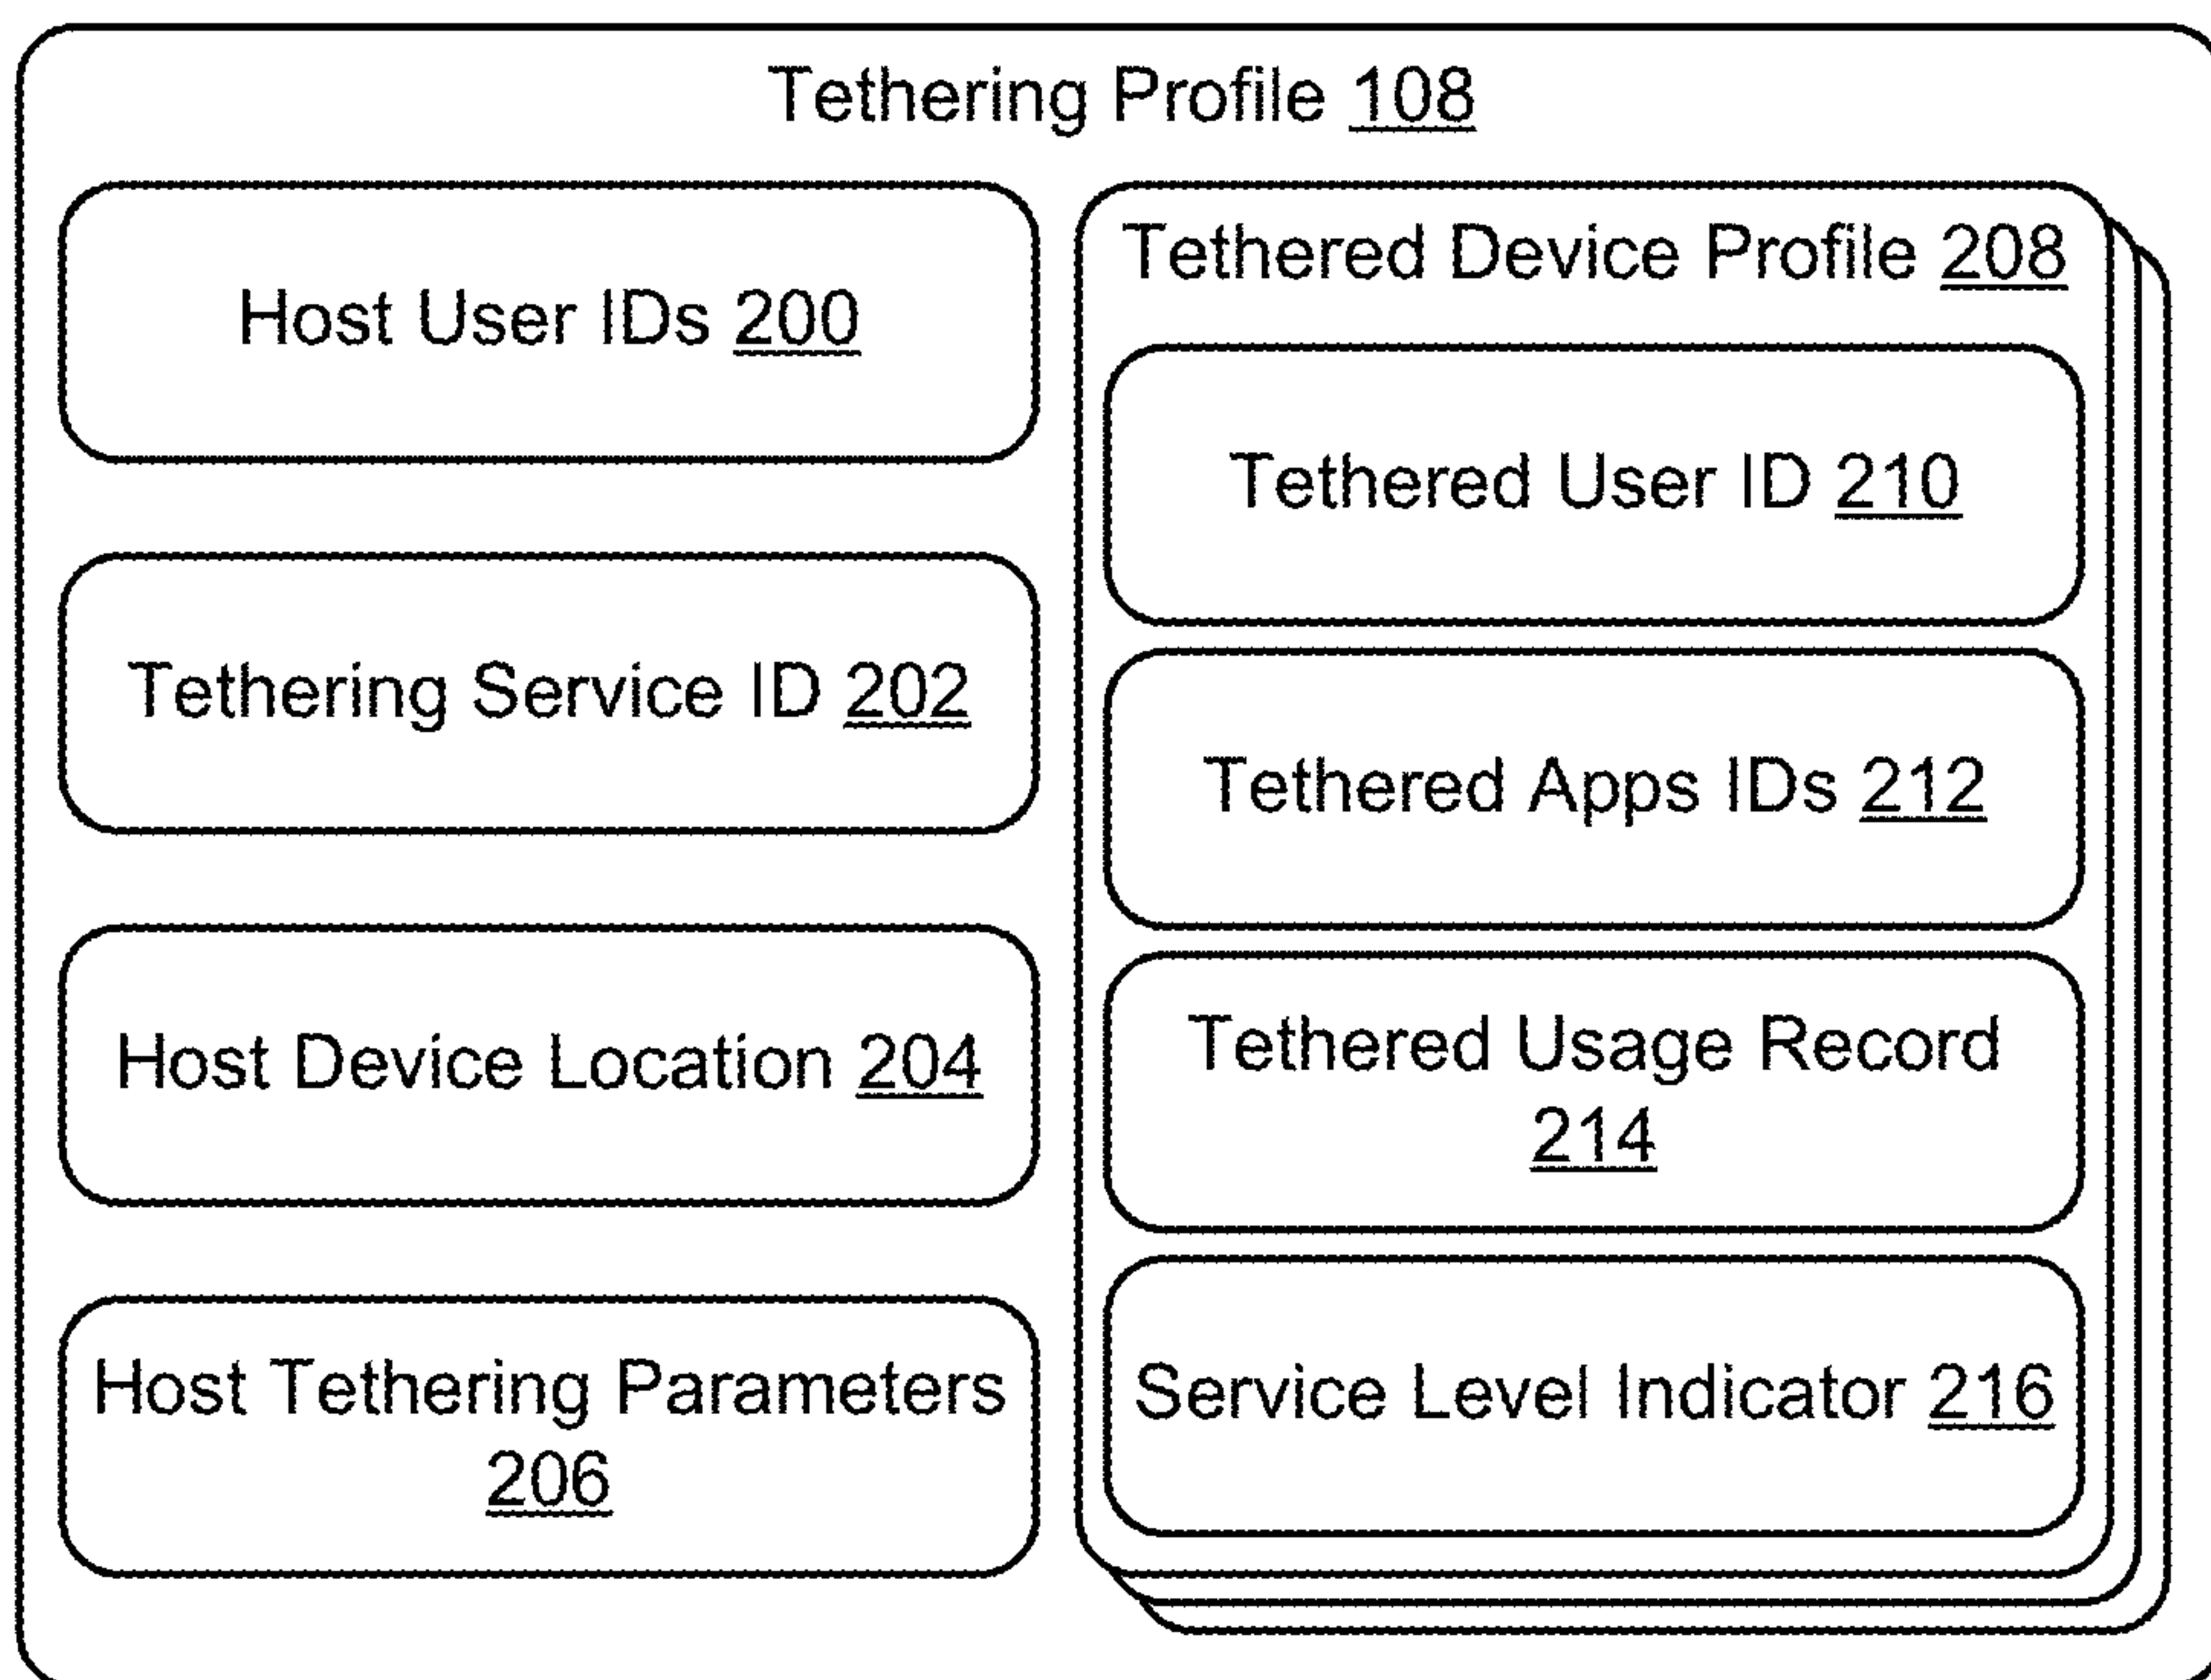 Tethering Profile 108
Host User IDs 200
Tethering Service ID 202
Host Device Location 204
Host Tethering Parameters
206
Tethered Device Profile 208
Tethered User ID 210
Tethered Apps IDs 212
Tethered Usage Record
214
Service Level Indicator 216